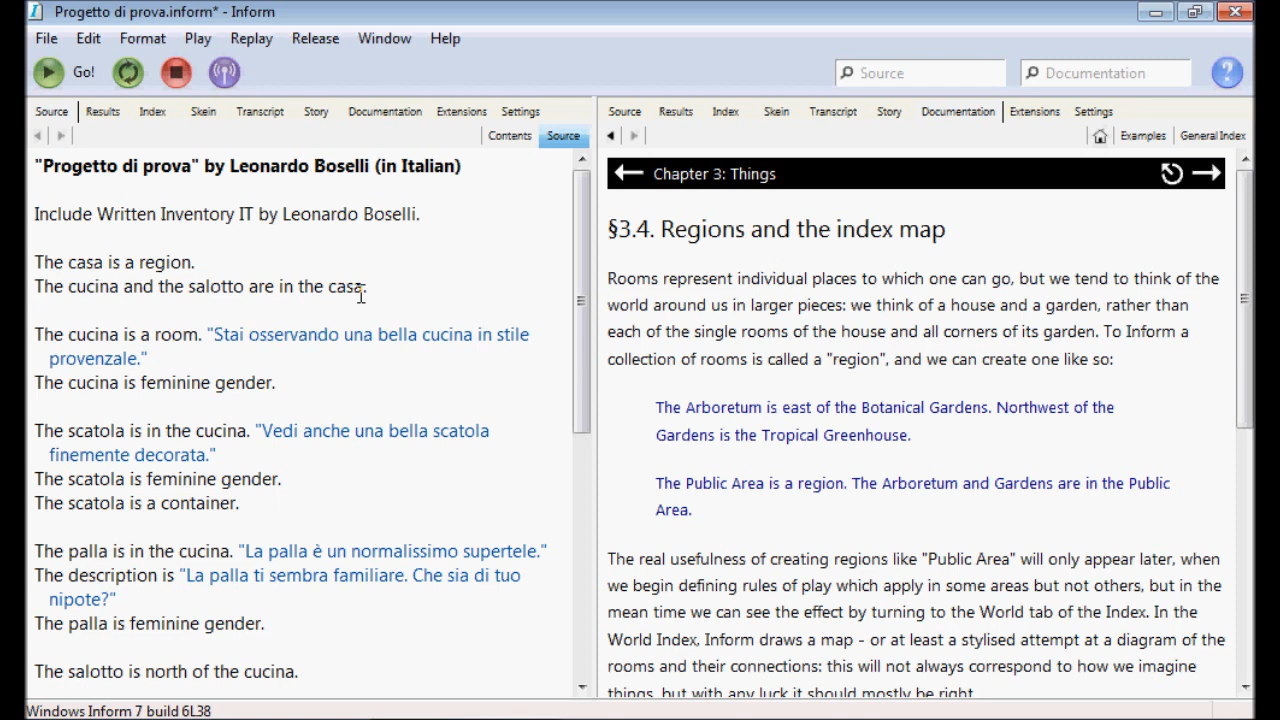 Progetto di prova.inform* - Inform
File Edit Format Play Replay Release Window Help
Go!
Source
Documentation
Source Results Index Skein Transcript Story Documentation Extensions Settings
Contents Source
"Progetto di prova" by Leonardo Boselli (in Italian)
Include Written Inventory IT by Leonardo Boselli.
The casa is a region.
The cucina and the salotto are in the casa.
The cucina is a room. "Stai osservando una bella cucina in stile
provenzale."
The cucina is feminine gender.
The scatola is in the cucina. "Vedi anche una bella scatola
finemente decorata."
The scatola is feminine gender.
The scatola is a container.
The palla is in the cucina. "La palla è un normalissimo supertele."
The description is "La palla ti sembra familiare. Che sia di tuo
nipote?"
The palla is feminine gender.
The salotto is north of the cucina.
Source Results Index Skein Transcript Story Documentation Extensions Settings
Examples General Index
Chapter 3: Things
§3.4. Regions and the index map
Rooms represent individual places to which one can go, but we tend to think of the
world around us in larger pieces: we think of a house and a garden, rather than
each of the single rooms of the house and all corners of its garden. To Inform a
collection of rooms is called a "region", and we can create one like so:
The Arboretum is east of the Botanical Gardens. Northwest of the
Gardens is the Tropical Greenhouse.
The Public Area is a region. The Arboretum and Gardens are in the Public
Area.
The real usefulness of creating regions like "Public Area" will only appear later, when
we begin defining rules of play which apply in some areas but not others, but in the
mean time we can see the effect by turning to the World tab of the Index. In the
World Index, Inform draws a map - or at least a stylised attempt at a diagram of the
rooms and their connections: this will not always correspond to how we imagine
things, but with any luck it should mostly be right.
Windows Inform 7 build 6L38